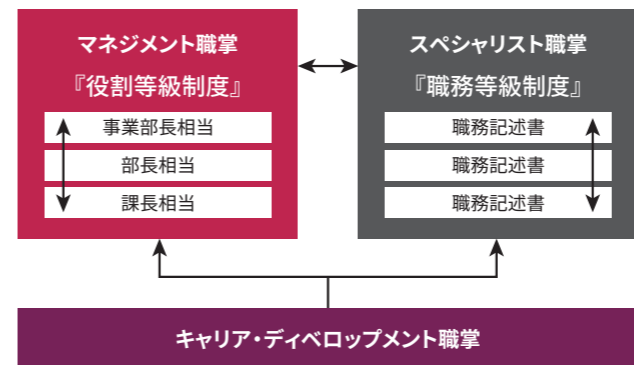 マネジメント職掌
『役割等級制度』
事業部長相当
部長相当
課長相当
スペシャリスト職掌
『職務等級制度』
職務記述書
職務記述書
職務記述書
キャリア・ディベロップメント職掌